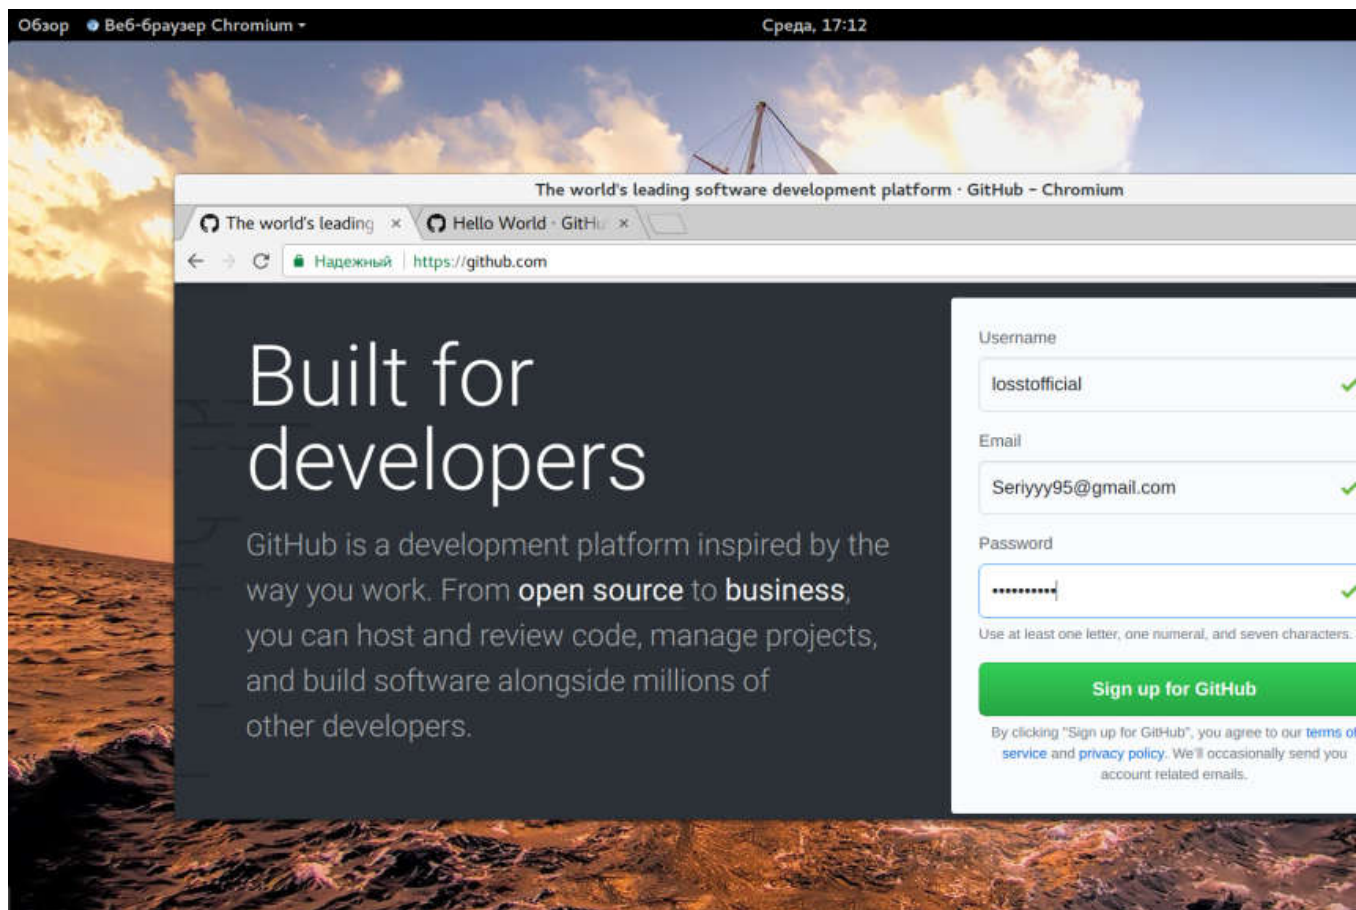 Обзор Веб-браузер Chromium Среда, 17:12
The world's leading software development platform · GitHub – Chromium
The world's leading × Hello World · GitHu ×
Надежный https://github.com
Built for
developers
GitHub is a development platform inspired by the
way you work. From open source to business,
you can host and review code, manage projects,
and build software alongside millions of
other developers.
Username
losstofficial
Email
Seriyyy95@gmail.com
Password
••••••••••
Use at least one letter, one numeral, and seven characters.
Sign up for GitHub
By clicking "Sign up for GitHub", you agree to our terms of
service and privacy policy. We'll occasionally send you
account related emails.